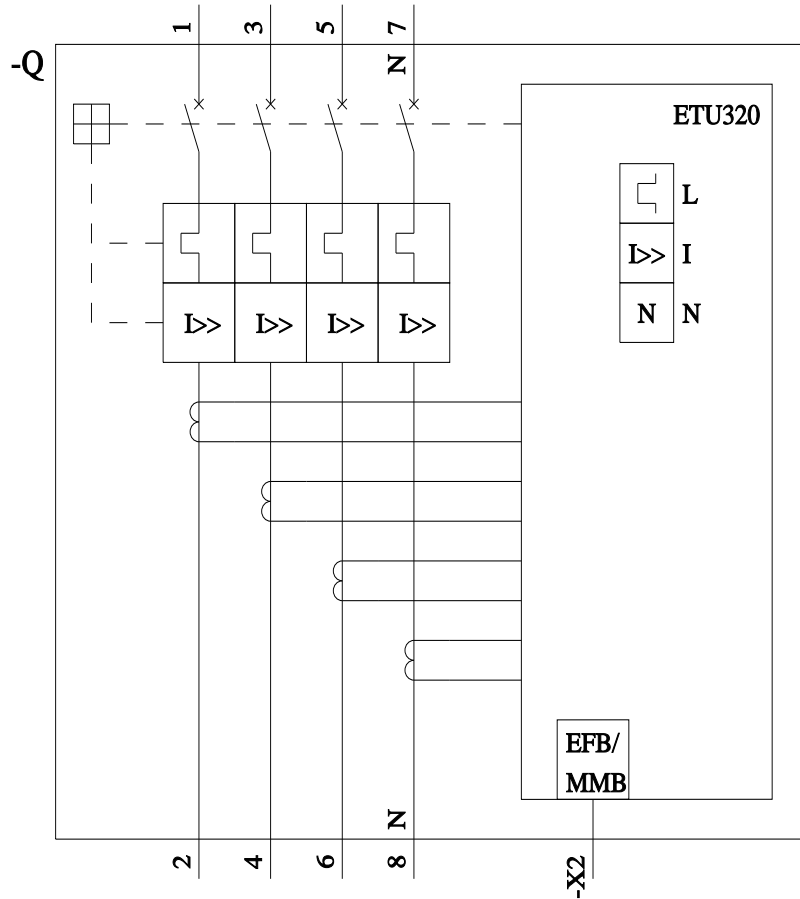 1 3 5 7
-Q
N
ETU320
L
I>> I
N N
I>> I>> I>> I>>
EFB/
MMB
N
2 4 6 8
-X2